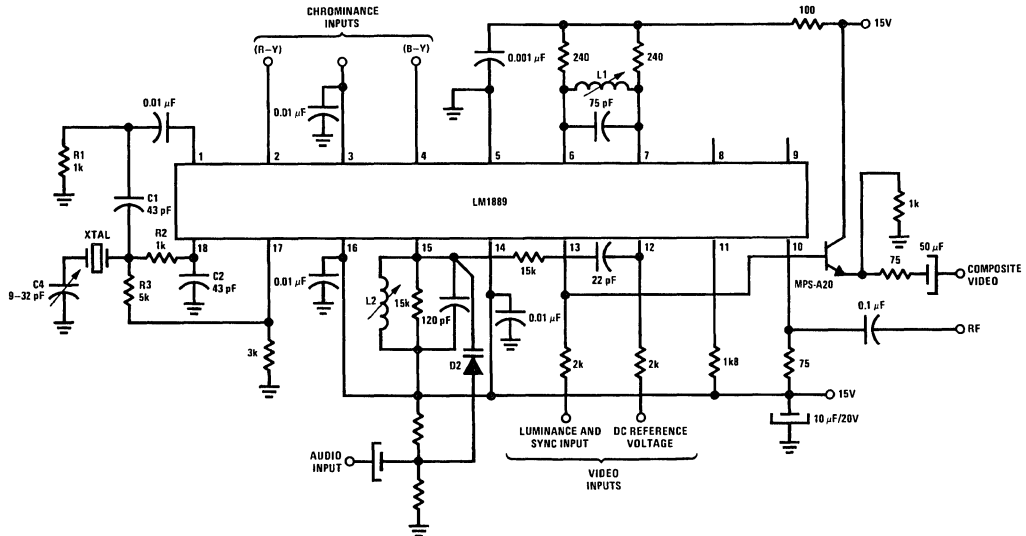 CHROMINANCE
INPUTS
(R–Y)
(B–Y)
100
15V
0.001 µF
240
L1
240
75 pF
0.01 µF
0.01 µF
R1
1k
C1
43 pF
1
2
3
4
5
6
7
8
9
LM1889
1k
XTAL
R2
1k
18
17
16
15
14
13
12
11
10
C4
9–32 pF
R3
5k
C2
43 pF
0.01 µF
15k
22 pF
MPS-A20
75
50 µF
COMPOSITE
VIDEO
L2
15k
120 pF
0.01 µF
0.1 µF
RF
3k
D2
2k
2k
1k8
75
15V
10 µF/20V
LUMINANCE AND
SYNC INPUT
DC REFERENCE
VOLTAGE
AUDIO
INPUT
VIDEO
INPUTS